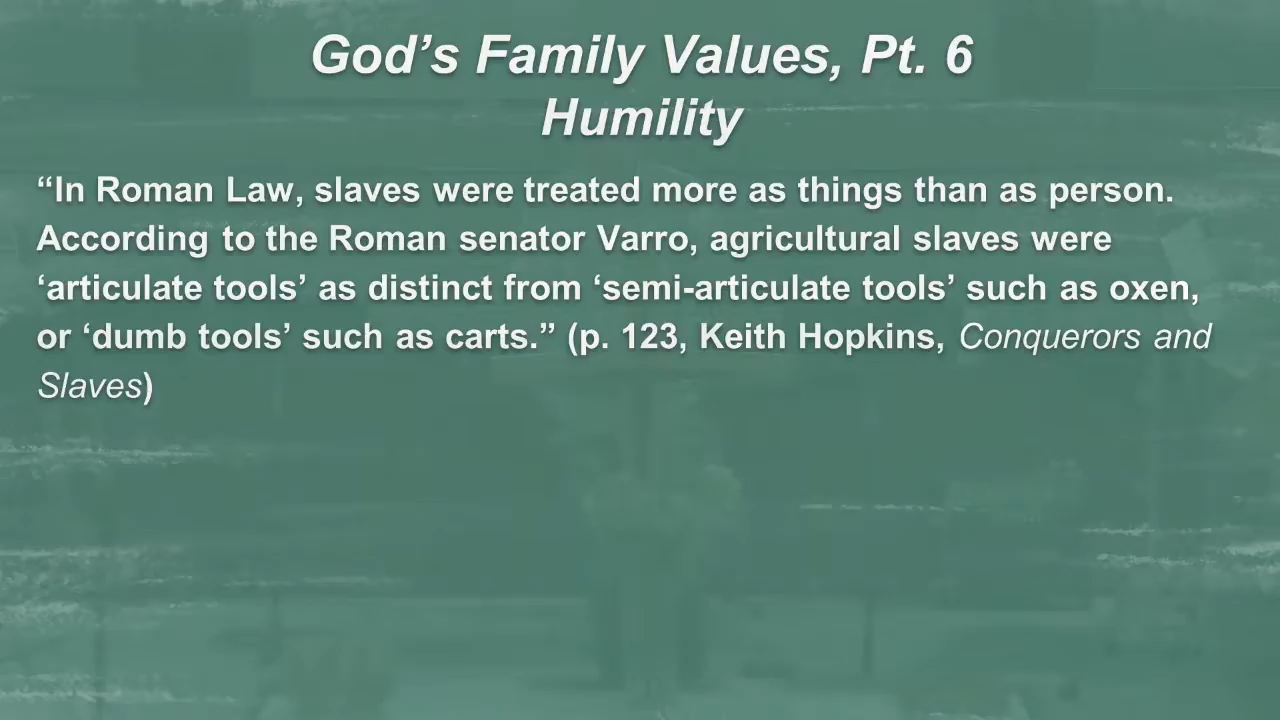 God’s Family Values, Pt. 6
Humility
“In Roman Law, slaves were treated more as things than as person.
According to the Roman senator Varro, agricultural slaves were
‘articulate tools’ as distinct from ‘semi-articulate tools’ such as oxen,
or ‘dumb tools’ such as carts.” (p. 123, Keith Hopkins, Conquerors and
Slaves)